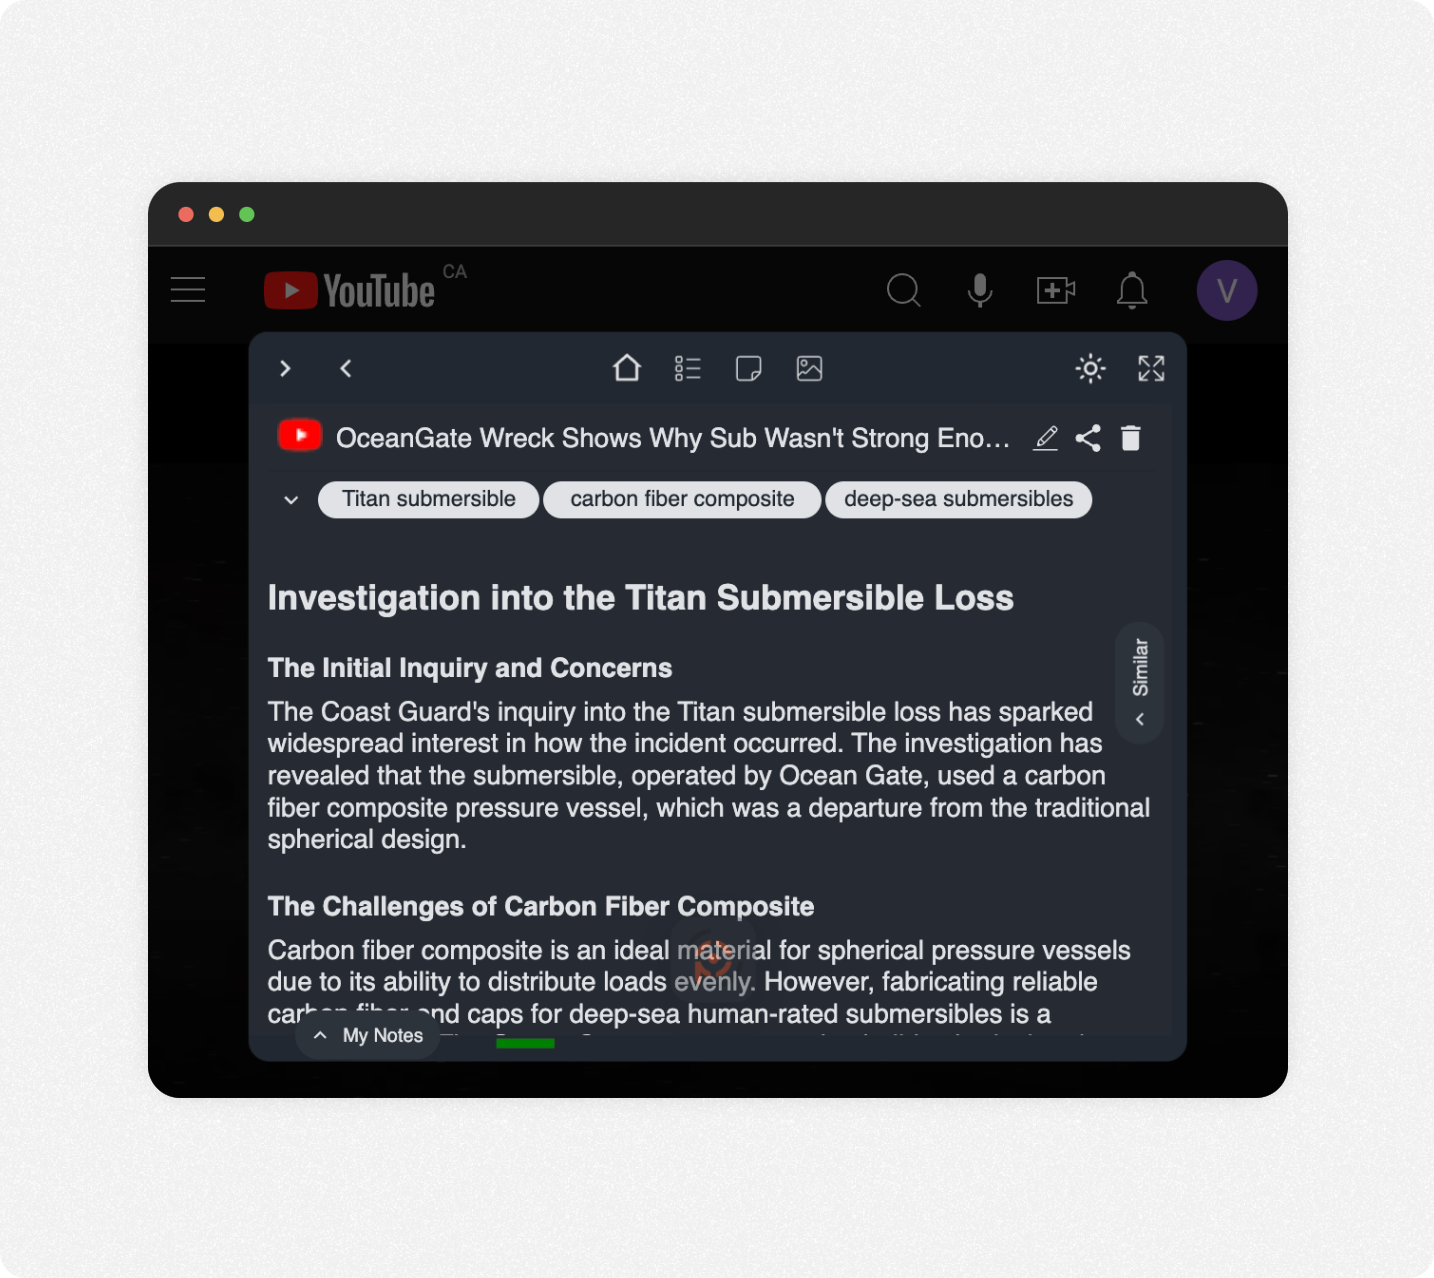 YouTube CA
V
OceanGate Wreck Shows Why Sub Wasn't Strong Eno...
Titan submersible carbon fiber composite deep-sea submersibles
Investigation into the Titan Submersible Loss
Similar
The Initial Inquiry and Concerns
The Coast Guard's inquiry into the Titan submersible loss has sparked
widespread interest in how the incident occurred. The investigation has
revealed that the submersible, operated by Ocean Gate, used a carbon
fiber composite pressure vessel, which was a departure from the traditional
spherical design.
The Challenges of Carbon Fiber Composite
Carbon fiber composite is an ideal material for spherical pressure vessels
due to its ability to distribute loads evenly. However, fabricating reliable
carbon fiber end caps for deep-sea human-rated submersibles is a
My Notes